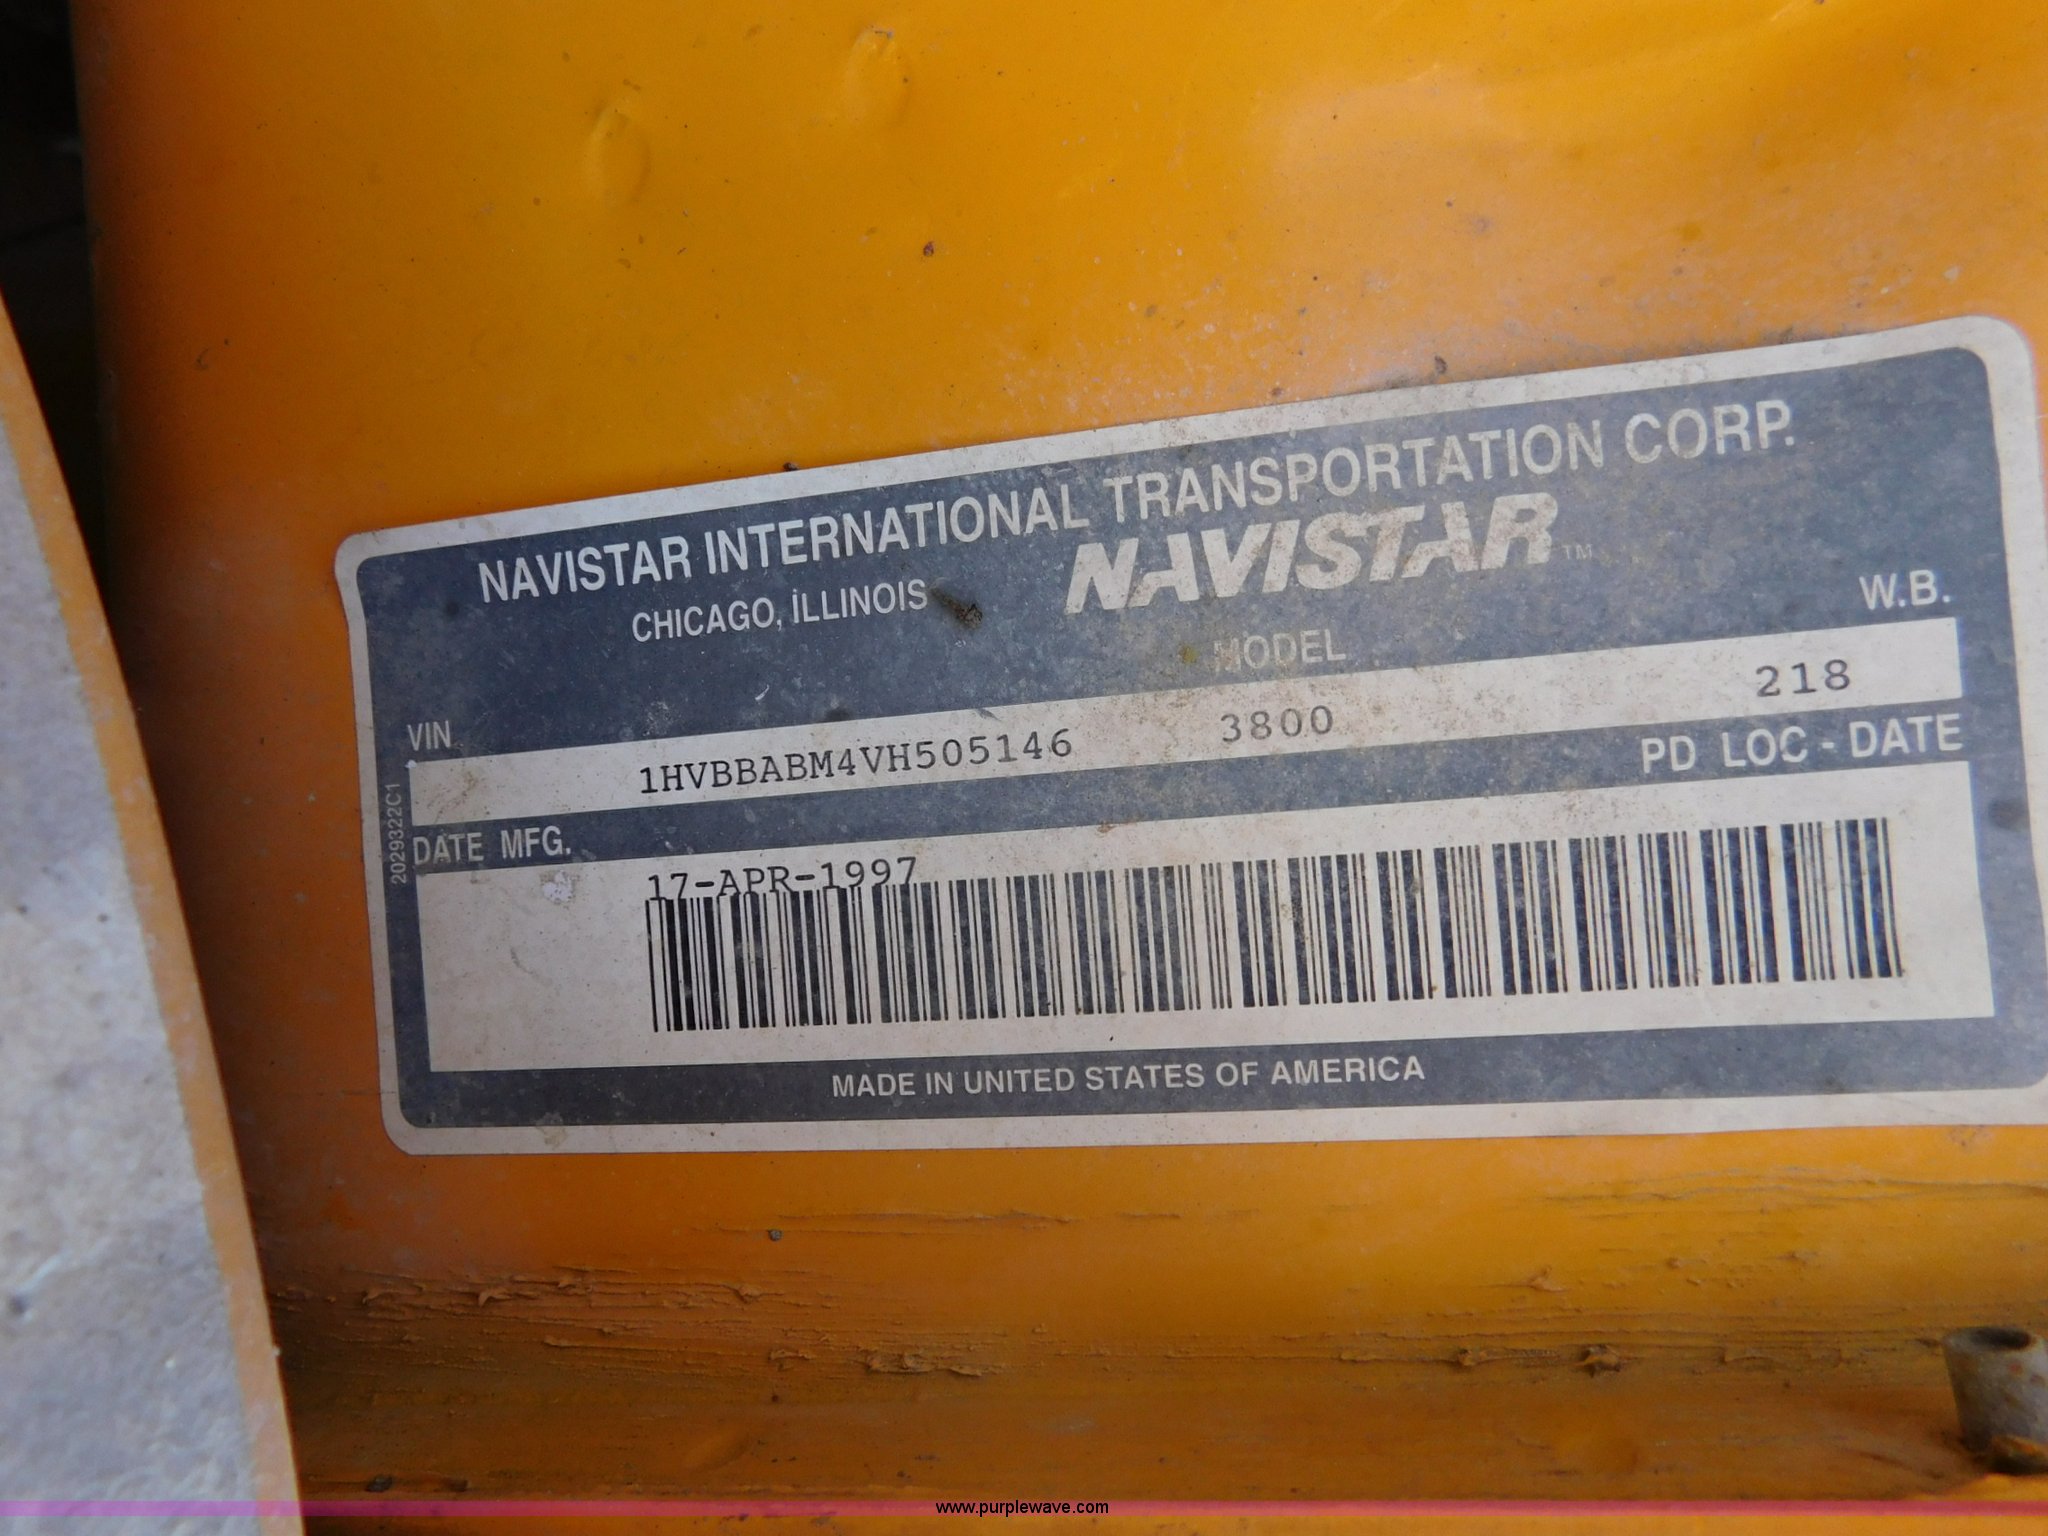 NAVISTAR INTERNATIONAL TRANSPORTATION CORP.
CHICAGO, ILLINOIS
NAVISTAR™
VIN
MODEL
W.B.
1HVBBABM4VH505146
3800
218
DATE MFG.
PD LOC - DATE
17-APR-1997
2029322C1
MADE IN UNITED STATES OF AMERICA
www.purplewave.com